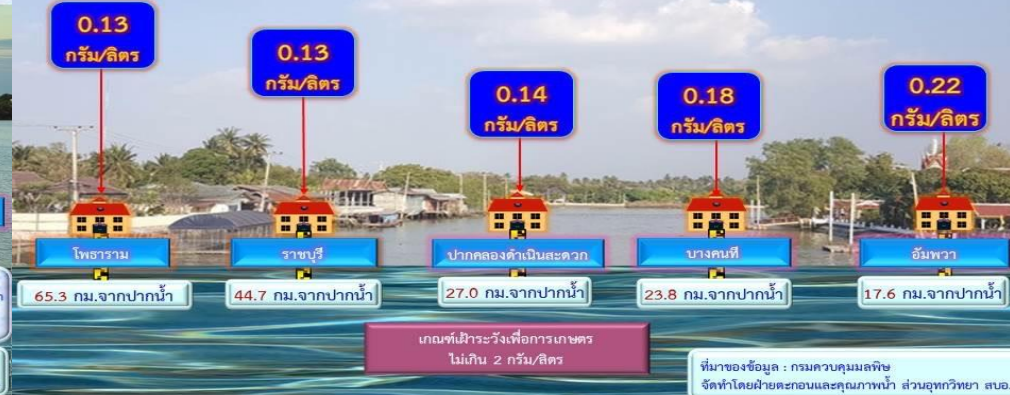 0.13
กรัม/ลิตร
0.13
กรัม/ลิตร
0.14
กรัม/ลิตร
0.18
กรัม/ลิตร
0.22
กรัม/ลิตร
โพธาราม
ราชบุรี
ปากคลองดำเนินสะดวก
บางคนที
อัมพวา
65.3 กม.จากปากน้ำ
44.7 กม.จากปากน้ำ
27.0 กม.จากปากน้ำ
23.8 กม.จากปากน้ำ
17.6 กม.จากปากน้ำ
เกณฑ์เฝ้าระวังเพื่อการเกษตร
ไม่เกิน 2 กรัม/ลิตร
ที่มาของข้อมูล : กรมควบคุมมลพิษ
จัดทำโดยฝ่ายตะกอนและคุณภาพน้ำ ส่วนอุทกวิทยา สบอ.